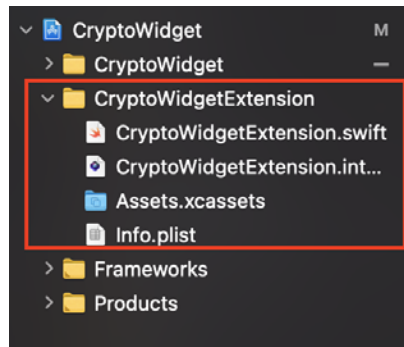 CryptoWidget M
CryptoWidget –
CryptoWidgetExtension
CryptoWidgetExtension.swift
CryptoWidgetExtension.int...
Assets.xcassets
Info.plist
Frameworks
Products